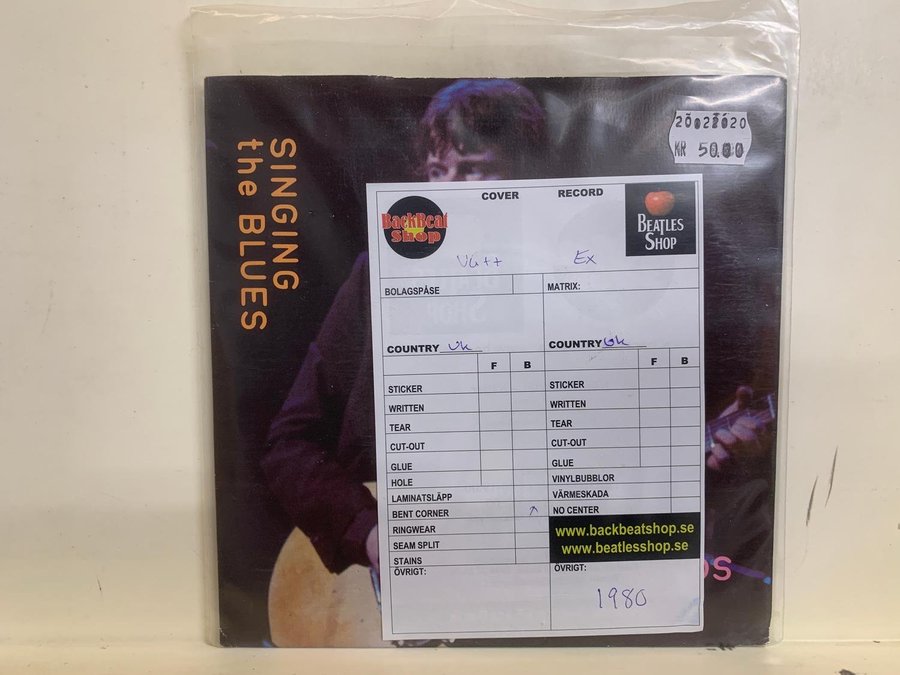 SINGING
the BLUES
20022020
KR 50.00
COVER
RECORD
BackBeat
Shop
BEATLES
SHOP
VG++
Ex
BOLAGSPÅSE
MATRIX:
COUNTRY UK
COUNTRY UK
F B
F B
STICKER
WRITTEN
TEAR
CUT-OUT
GLUE
HOLE
LAMINATSLÄPP
BENT CORNER
RINGWEAR
SEAM SPLIT
STAINS
ÖVRIGT:
STICKER
WRITTEN
TEAR
CUT-OUT
GLUE
VINYLBUBBLOR
VÄRMESKADA
NO CENTER
www.backbeatshop.se
www.beatlesshop.se
ÖVRIGT:
1980